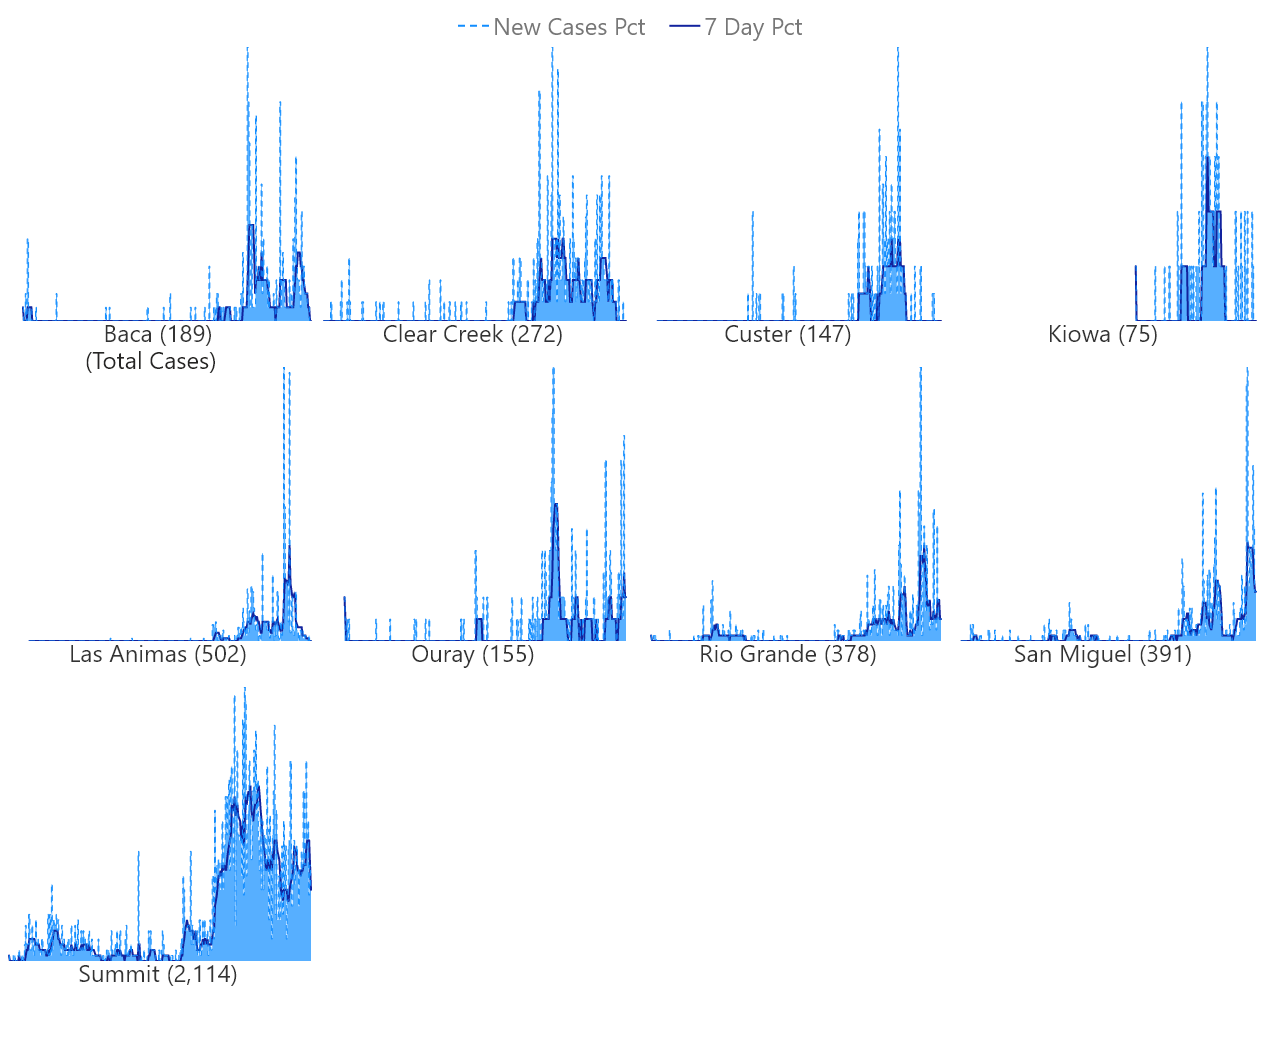 New Cases Pct 7 Day Pct
Baca (189)
(Total Cases)
Clear Creek (272)
Custer (147)
Kiowa (75)
Las Animas (502)
Ouray (155)
Rio Grande (378)
San Miguel (391)
Summit (2,114)